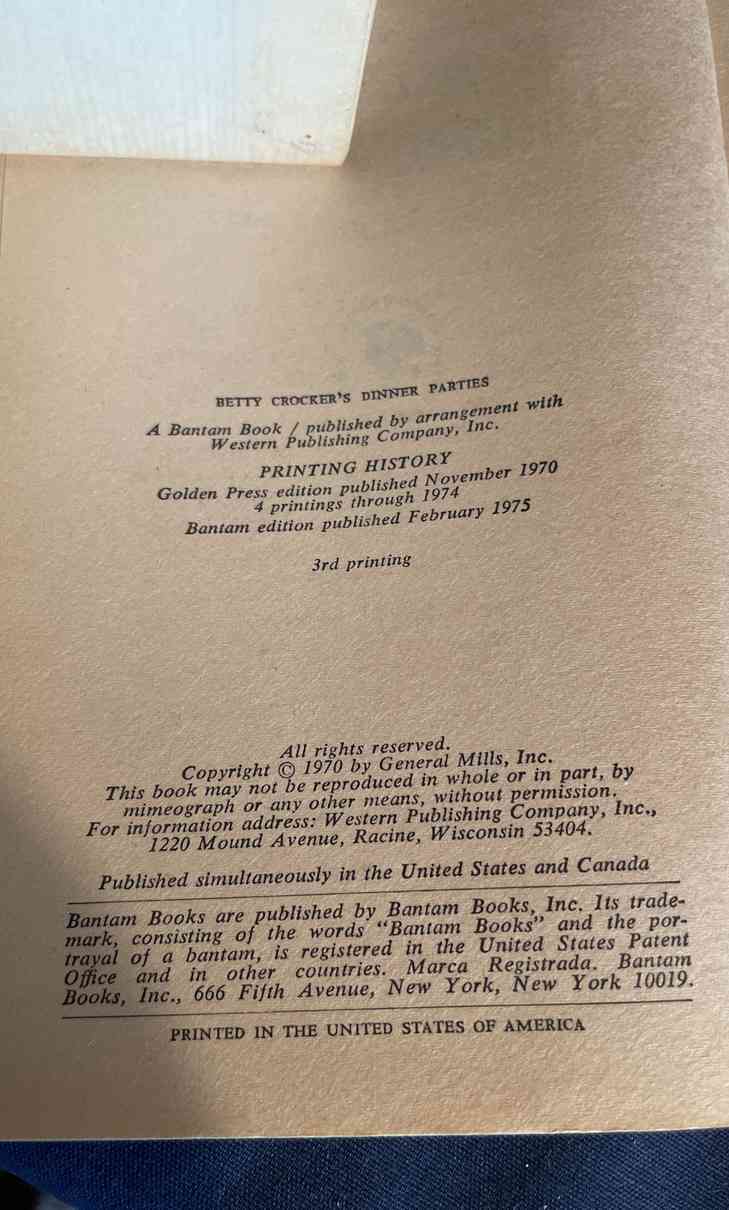 BETTY CROCKER'S DINNER PARTIES
A Bantam Book / published by arrangement with
Western Publishing Company, Inc.
PRINTING HISTORY
Golden Press edition published November 1970
4 printings through 1974
Bantam edition published February 1975
3rd printing
All rights reserved.
Copyright © 1970 by General Mills, Inc.
This book may not be reproduced in whole or in part, by
mimeograph or any other means, without permission.
For information address: Western Publishing Company, Inc.,
1220 Mound Avenue, Racine, Wisconsin 53404.
Published simultaneously in the United States and Canada
Bantam Books are published by Bantam Books, Inc. Its trade-
mark, consisting of the words "Bantam Books" and the por-
trayal of a bantam, is registered in the United States Patent
Office and in other countries. Marca Registrada. Bantam
Books, Inc., 666 Fifth Avenue, New York, New York 10019.
PRINTED IN THE UNITED STATES OF AMERICA